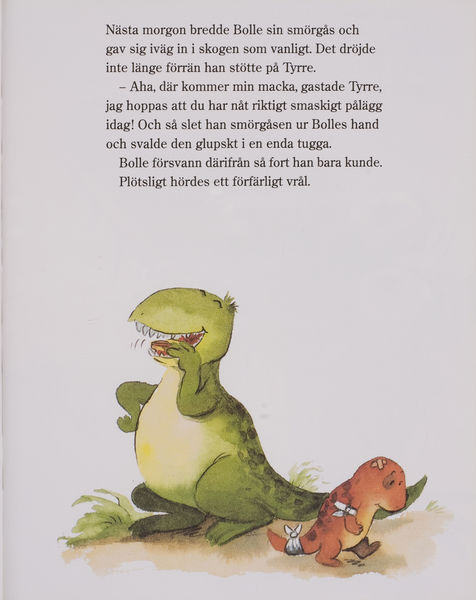 Nästa morgon bredde Bolle sin smörgås och
gav sig iväg in i skogen som vanligt. Det dröjde
inte länge förrän han stötte på Tyrre.
– Aha, där kommer min macka, gastade Tyrre,
jag hoppas att du har nåt riktigt smaskigt pålägg
idag! Och så slet han smörgåsen ur Bolles hand
och svalde den glupskt i en enda tugga.
Bolle försvann därifrån så fort han bara kunde.
Plötsligt hördes ett förfärligt vrål.